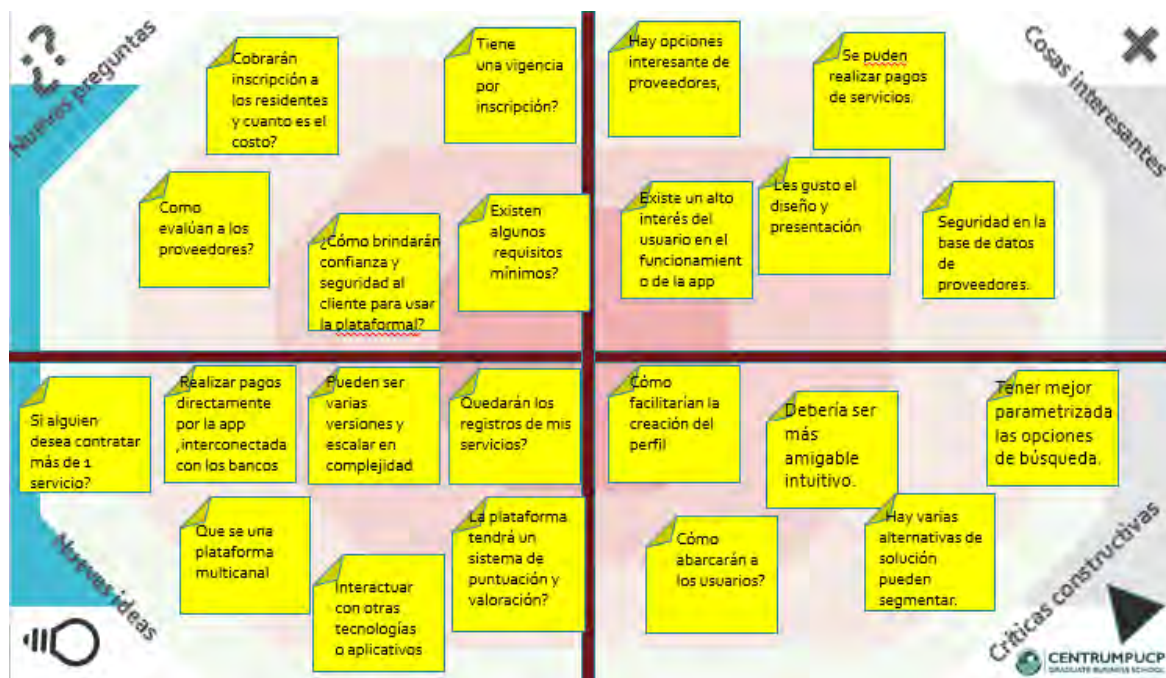 Nuevas preguntas
Cobrarán
inscripción a
los residentes
y cuanto es el
costo?
Tiene
una vigencia
por
inscripción?
Como
evalúan a los
proveedores?
¿Cómo brindarán
confianza y
seguridad al
cliente para usar
la plataformal?
Existen
algunos
requisitos
mínimos?
Cosas interesantes
Hay opciones
interesante de
proveedores,
Se puden
realizar pagos
de servicios.
Existe un alto
interés del
usuario en el
funcionamient
o de la app
Les gusto el
diseño y
presentación
Seguridad en la
base de datos
de
proveedores.
Si alguien
desea contratar
más de 1
servicio?
Realizar pagos
directamente
por la app
,interconectada
con los bancos
Pueden ser
varias
versiones y
escalar en
complejidad
Quedarán los
registros de mis
servicios?
Que se una
plataforma
multicanal
Interactuar
con otras
tecnologías
o aplicativos
La plataforma
tendrá un
sistema de
puntuación y
valoración?
Nuevas ideas
Cómo
facilitarían la
creación del
perfil
Debería ser
más
amigable
intuitivo.
Tener mejor
parametrizada
las opciones
de búsqueda.
Cómo
abarcarán a
los usuarios?
Hay varias
alternativas de
solución
pueden
segmentar.
Críticas constructivas
CENTRUMPUCP
GRADUATE BUSINESS SCHOOL